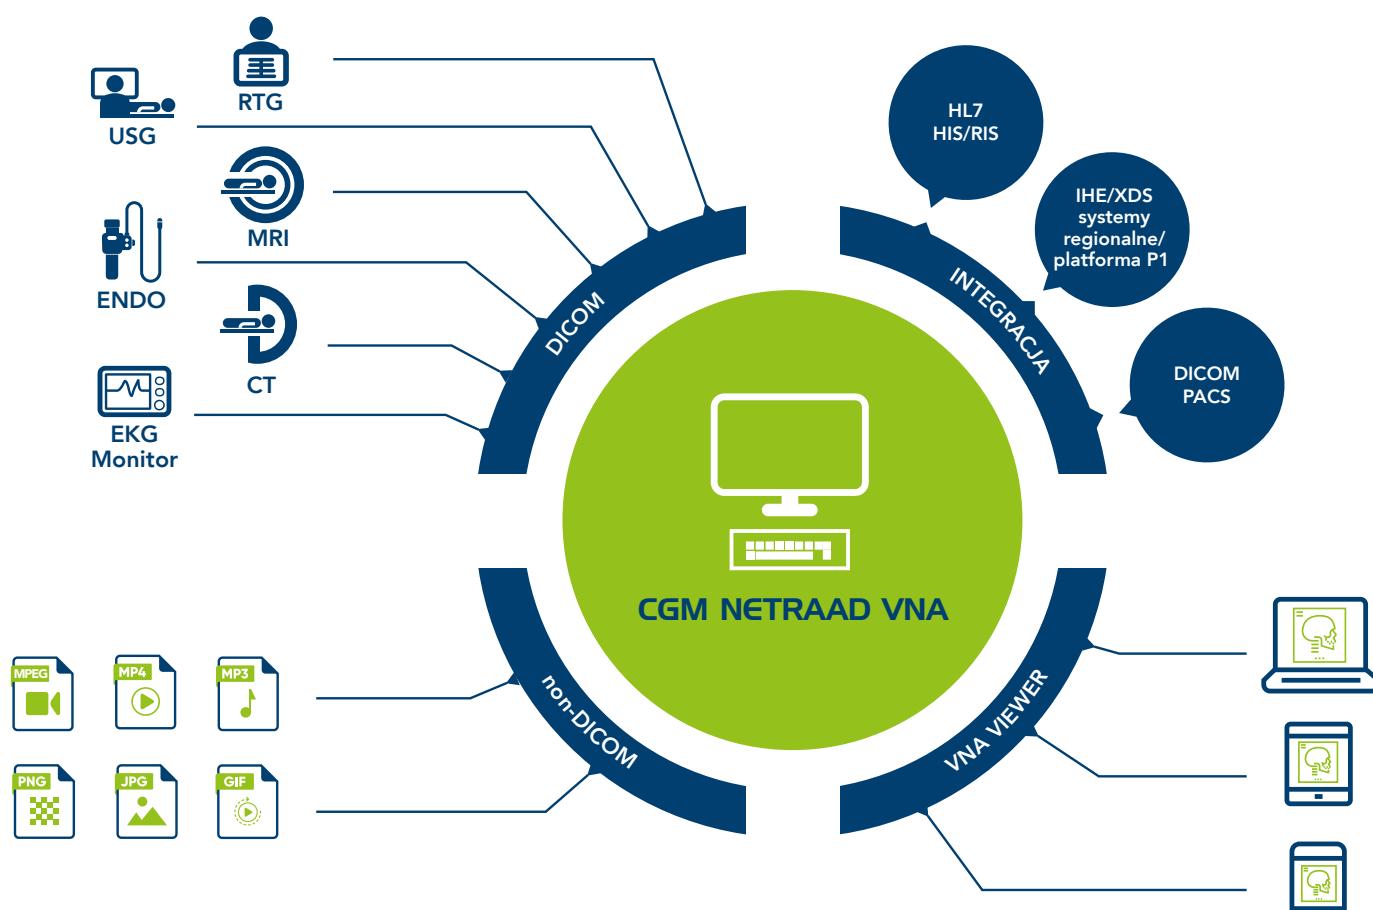 RTG
USG
MRI
ENDO
CT
EKG
Monitor
DICOM
HL7
HIS/RIS
IHE/XDS
systemy
regionalne/
platforma P1
DICOM
PACS
INTEGRACJA
CGM NETRAAD VNA
non-DICOM
VNA VIEWER
MPEG
MP4
MP3
PNG
JPG
GIF